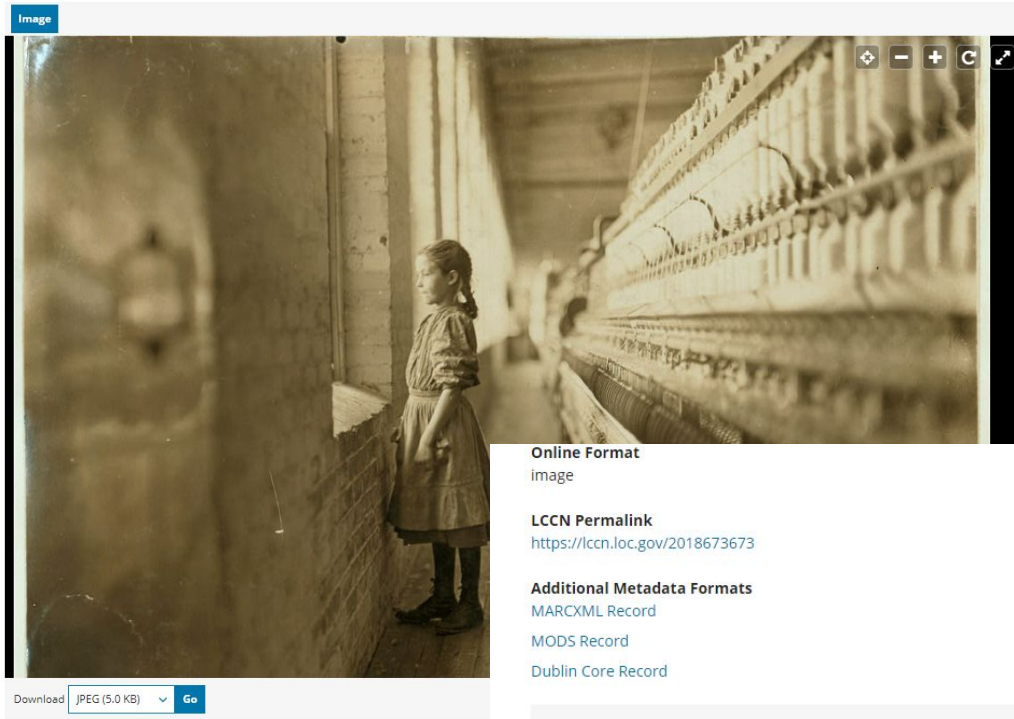 Image
Online Format
image
LCCN Permalink
https://lccn.loc.gov/2018673673
Additional Metadata Formats
MARCXML Record
MODS Record
Dublin Core Record
Download JPEG (5.0 KB) Go